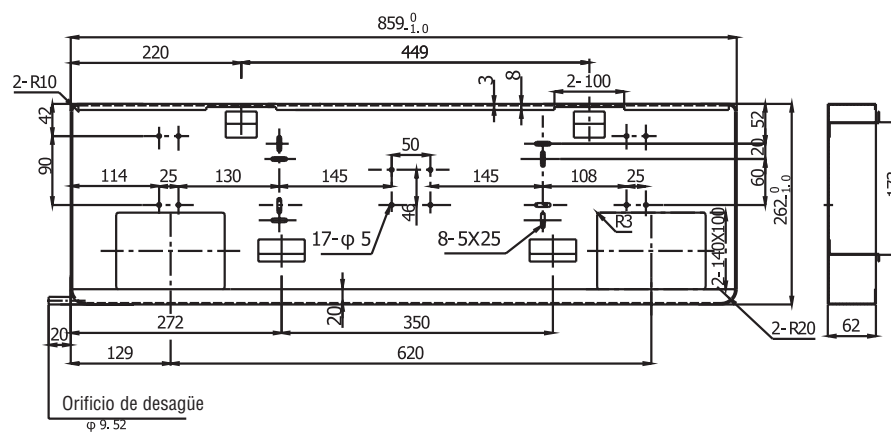 859 0 -1.0
220
449
2-R10
3
8
2-100
42
52
20
50
90
114
25
130
145
145
108
25
60
46
262 0 -1.0
172
R3
17-φ 5
8-5X25
2-140X100
20
272
350
2-R20
62
20
129
620
Orificio de desagüe
φ 9.52